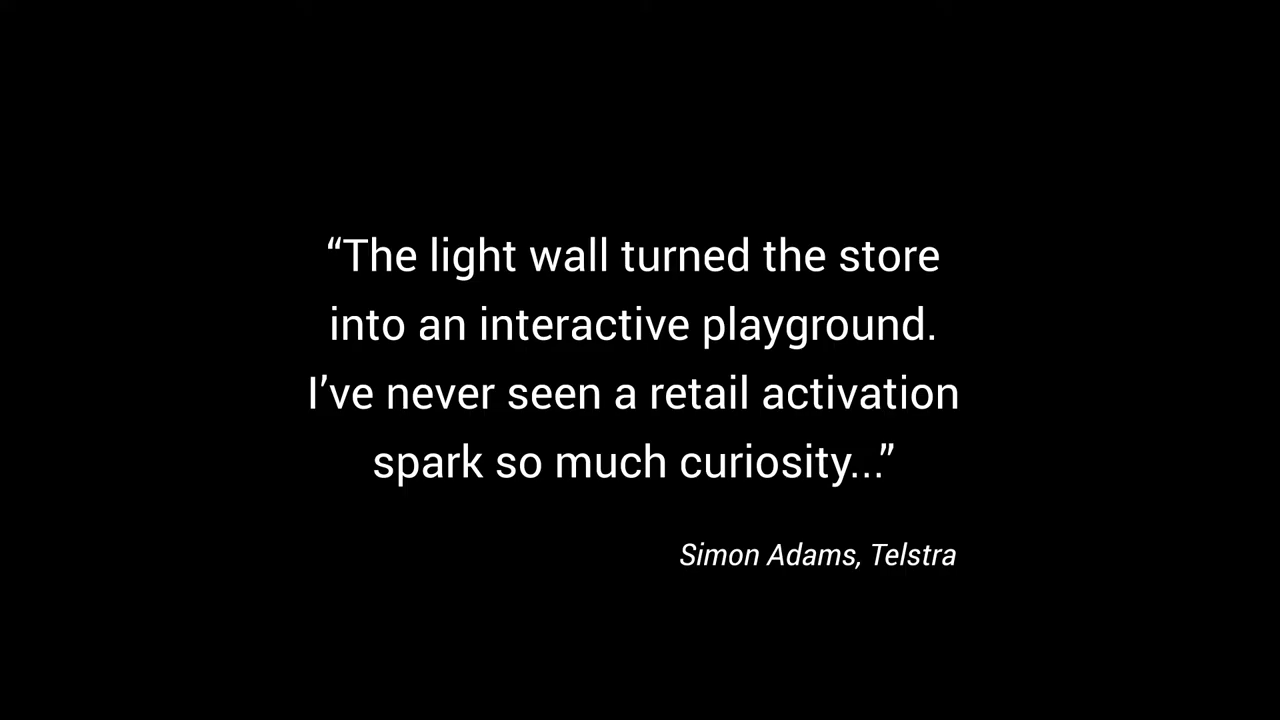 “The light wall turned the store
into an interactive playground.
I’ve never seen a retail activation
spark so much curiosity...”
Simon Adams, Telstra